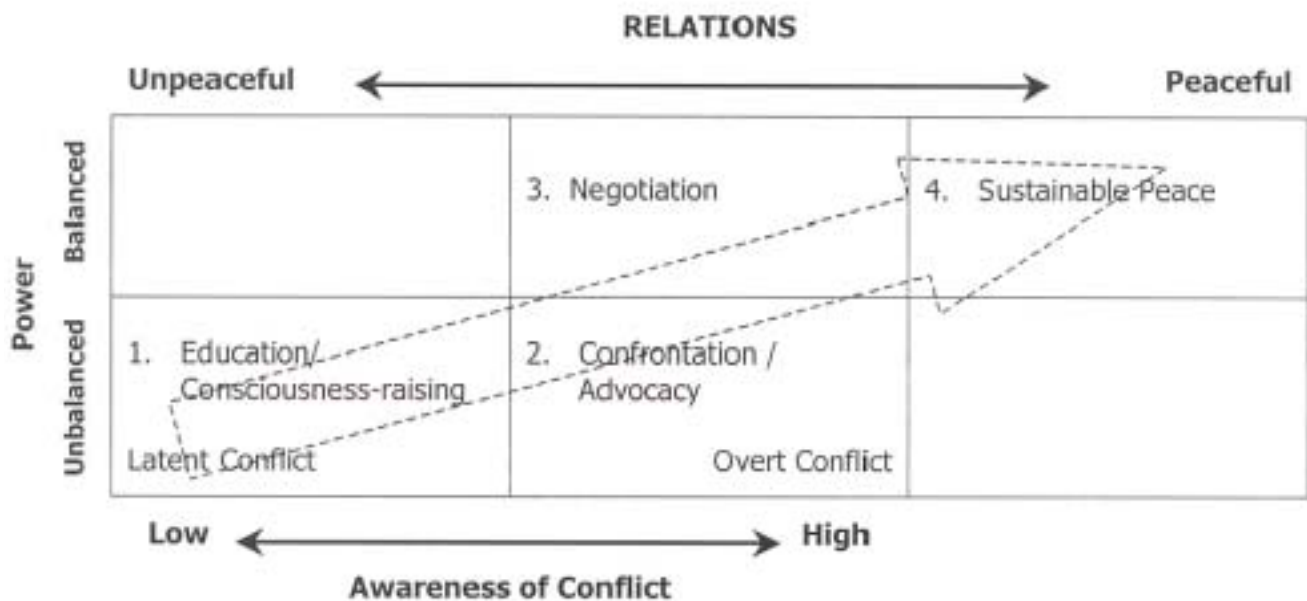 RELATIONS
Unpeaceful
Peaceful
Power
Balanced
3. Negotiation
4. Sustainable Peace
Unbalanced
1. Education/
Consciousness-raising
2. Confrontation /
Advocacy
Latent Conflict
Overt Conflict
Low
High
Awareness of Conflict